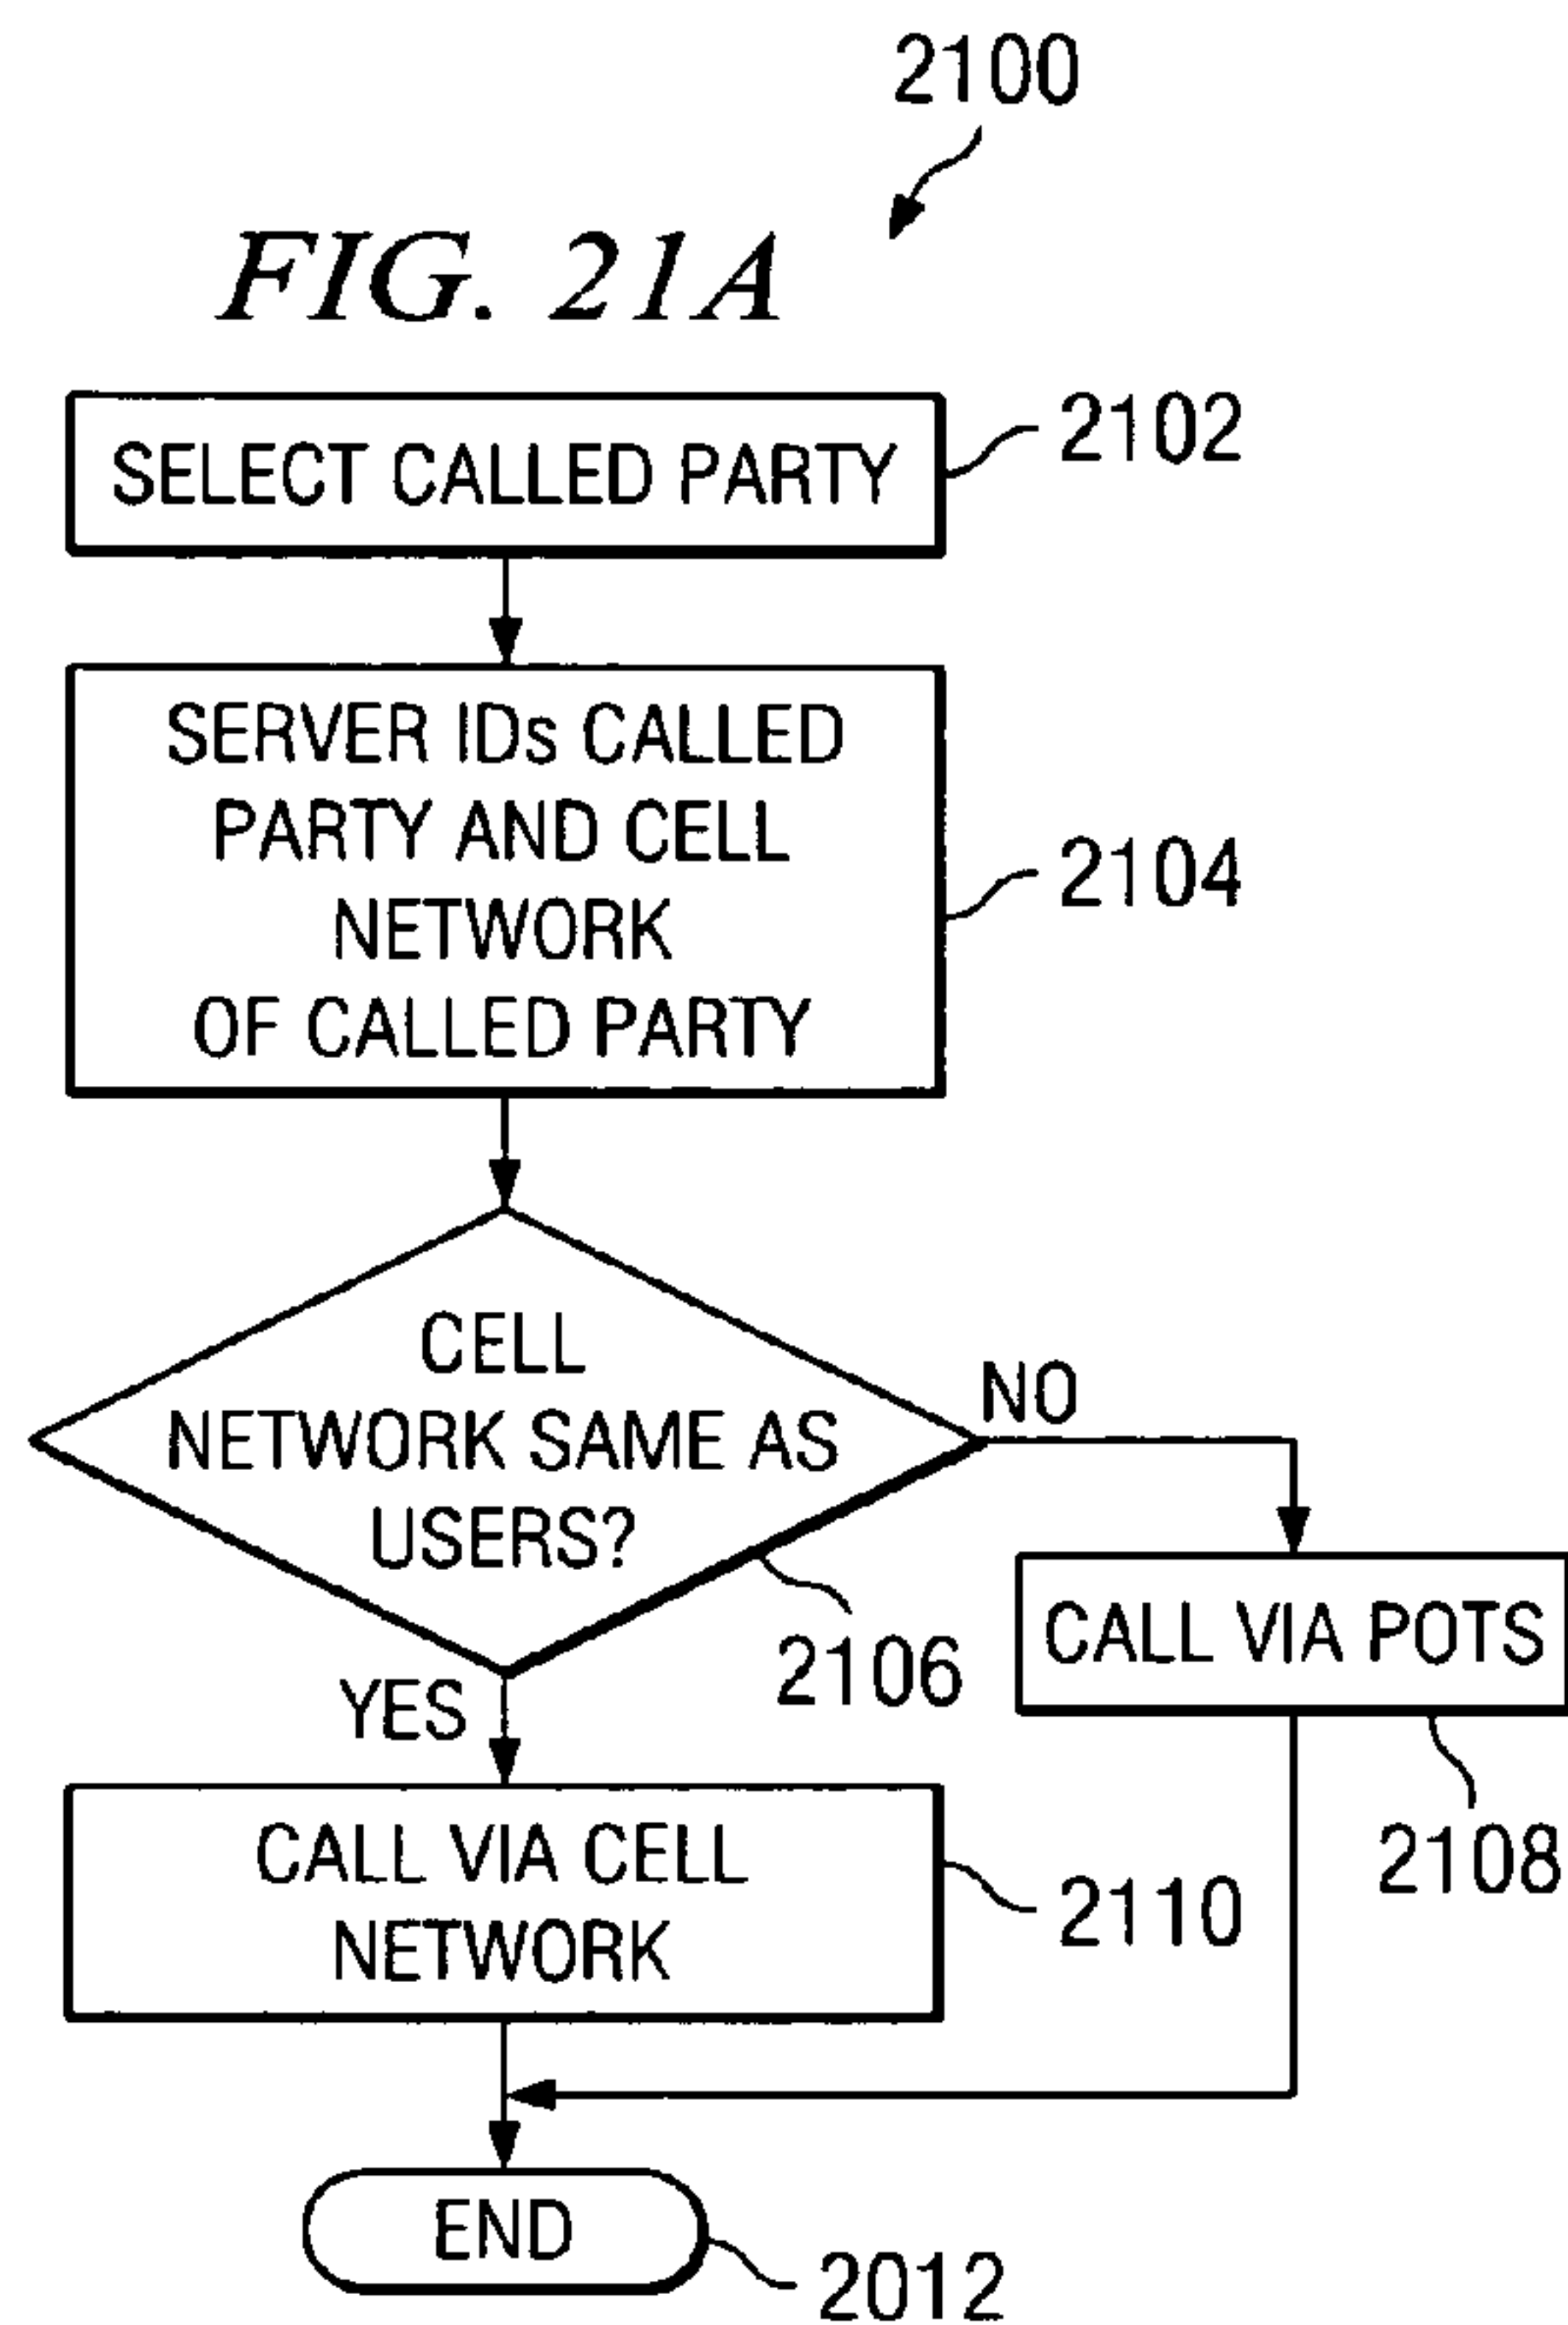 2100
FIG. 21A
SELECT CALLED PARTY
2102
SERVER IDs CALLED
PARTY AND CELL
NETWORK
OF CALLED PARTY
2104
CELL
NETWORK SAME AS
USERS?
NO
2106
YES
CALL VIA POTS
2108
CALL VIA CELL
NETWORK
2110
END
2012